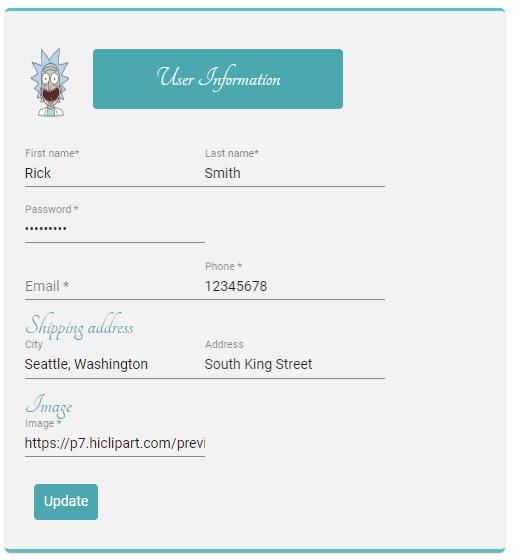 User Information
First name* Last name*
Rick Smith
Password *
•••••••••
Phone *
Email * 12345678
Shipping address
City Address
Seattle, Washington South King Street
Image
Image *
https://p7.hiclipart.com/previ
Update